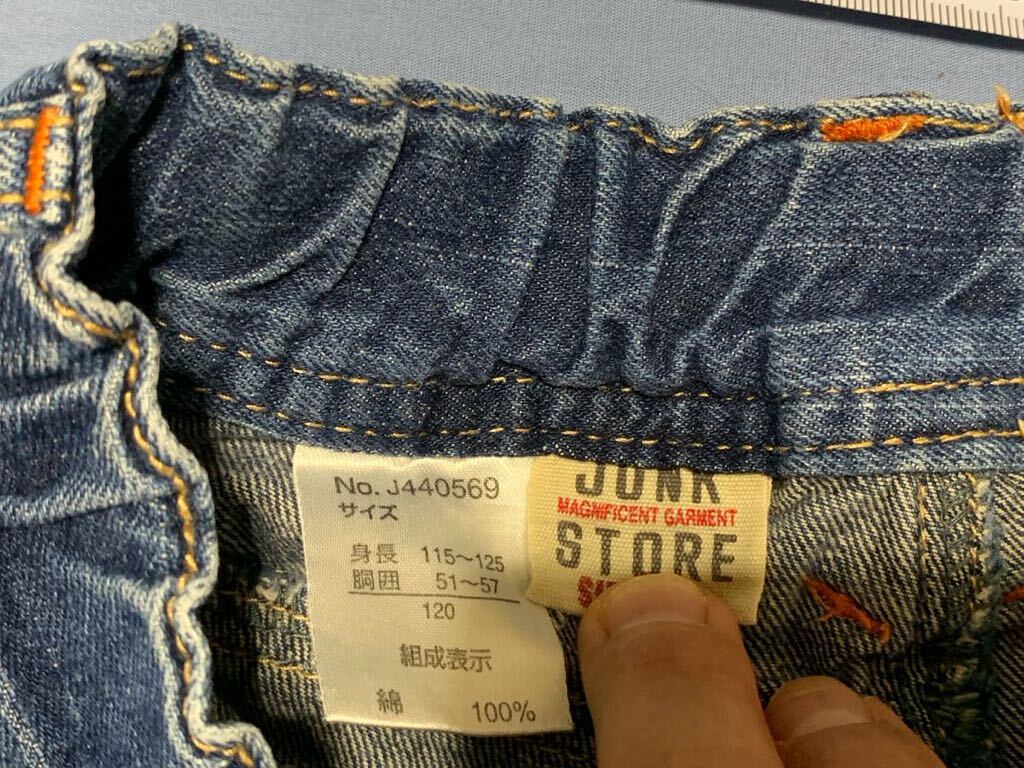 No. J440569
サイズ
身長 115～125
胴囲 51～57
120
組成表示
綿 100%
JUNK
MAGNIFICENT GARMENT
STORE